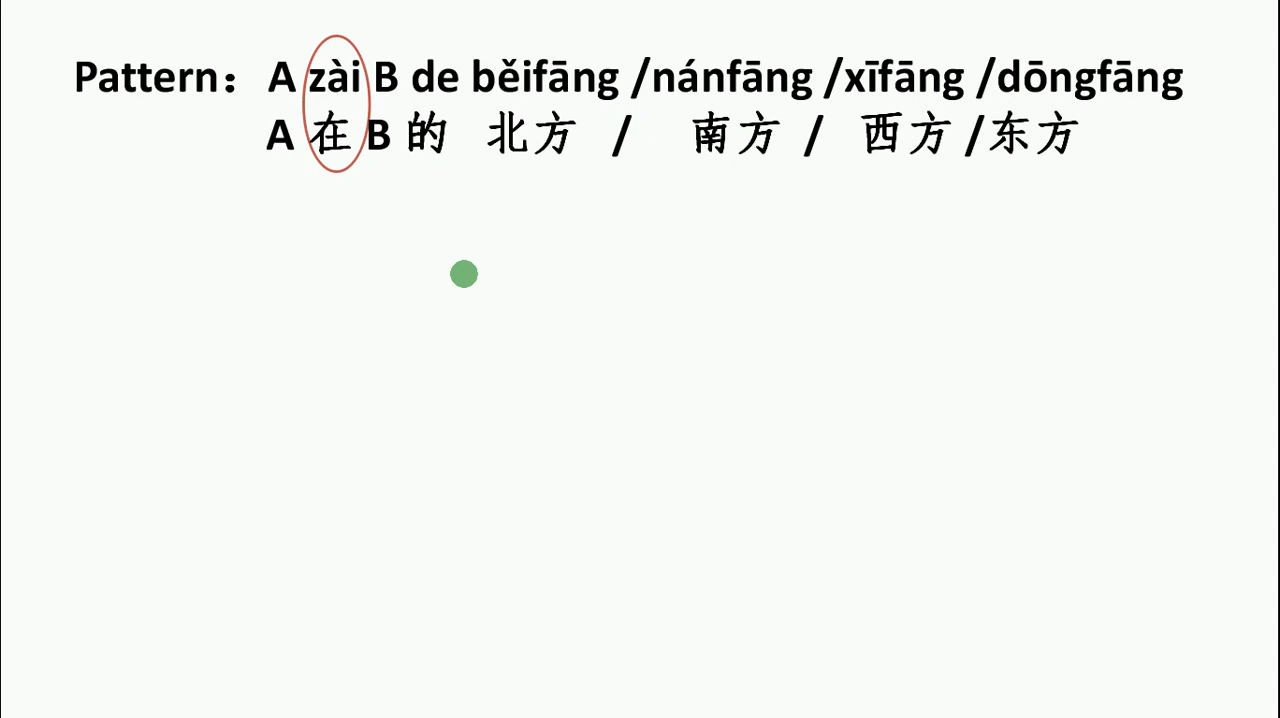 Pattern： A zài B de běifāng /nánfāng /xīfāng /dōngfāng
A 在 B 的 北方 / 南方 / 西方 /东方